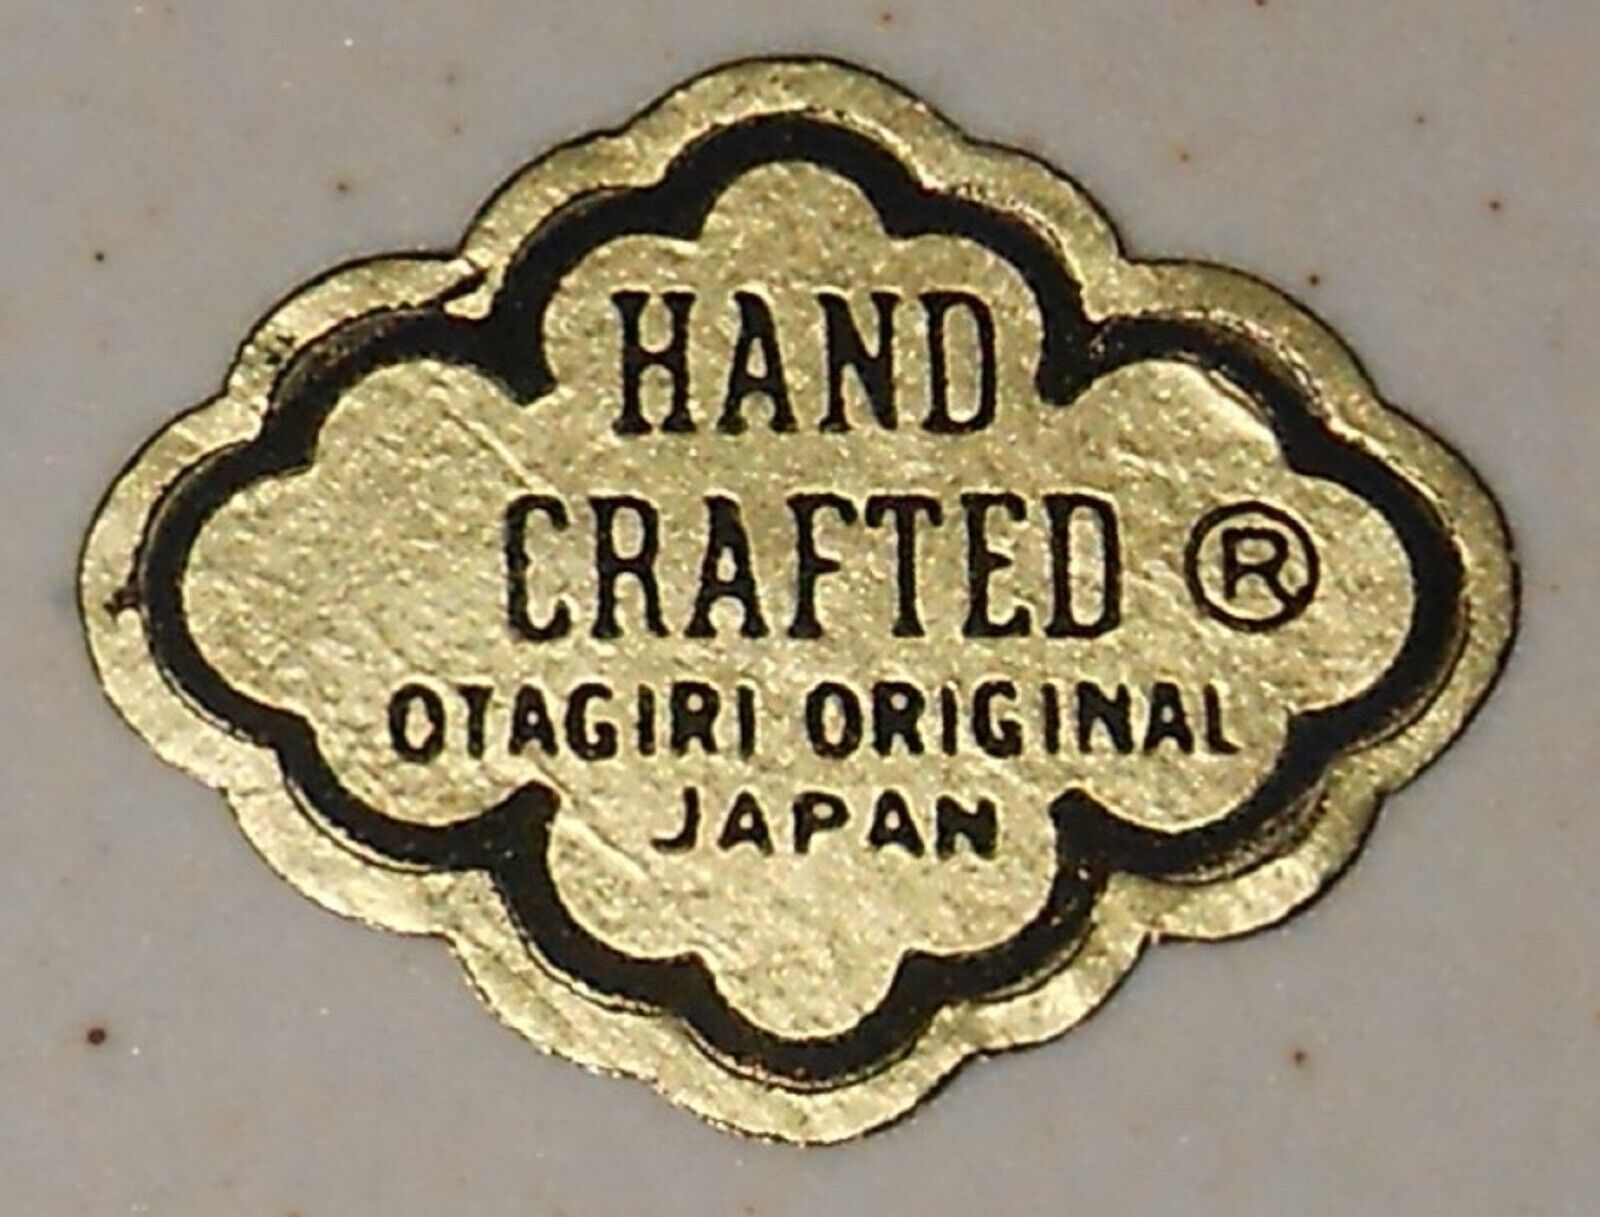 HAND
CRAFTED ®
OTAGIRI ORIGINAL
JAPAN